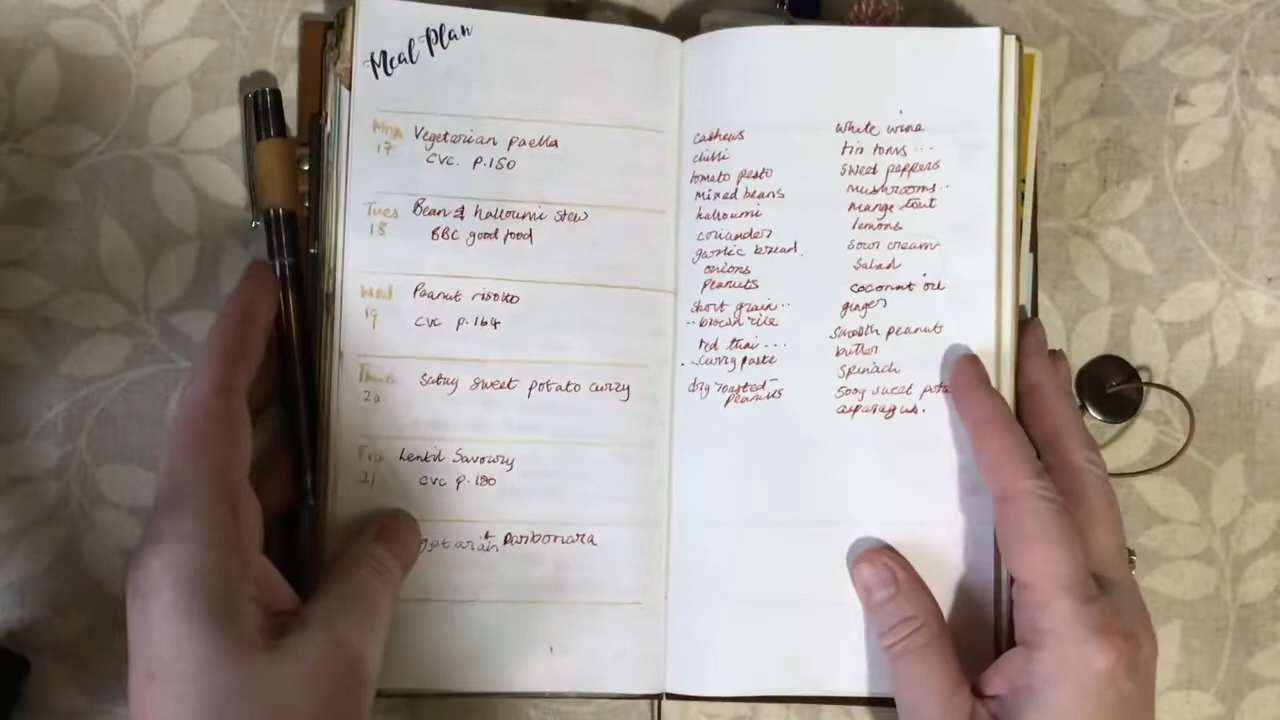 Meal Plan
Mon
17
Vegetarian paella
CVC. p.150
Tues
18
Bean & halloumi stew
BBC good food
Wed
19
Peanut risotto
CVC p.164
Thurs
20
Satay sweet potato curry
Fri
21
Lentil Savoury
CVC p.180
carbonara
cashews
chilli
tomato pesto
mixed beans
halloumi
coriander
garlic bread.
onions
Peanuts
short grain..
..brown rice
red thai ...
..curry paste
dry roasted-
Peanuts
White wine
tin toms ...
sweet peppers
mushrooms..
mange tout
lemons
sour cream
Salad
coconut oil
ginger
smooth peanut
butter
Spinach
500g sweet pota
asparagus.